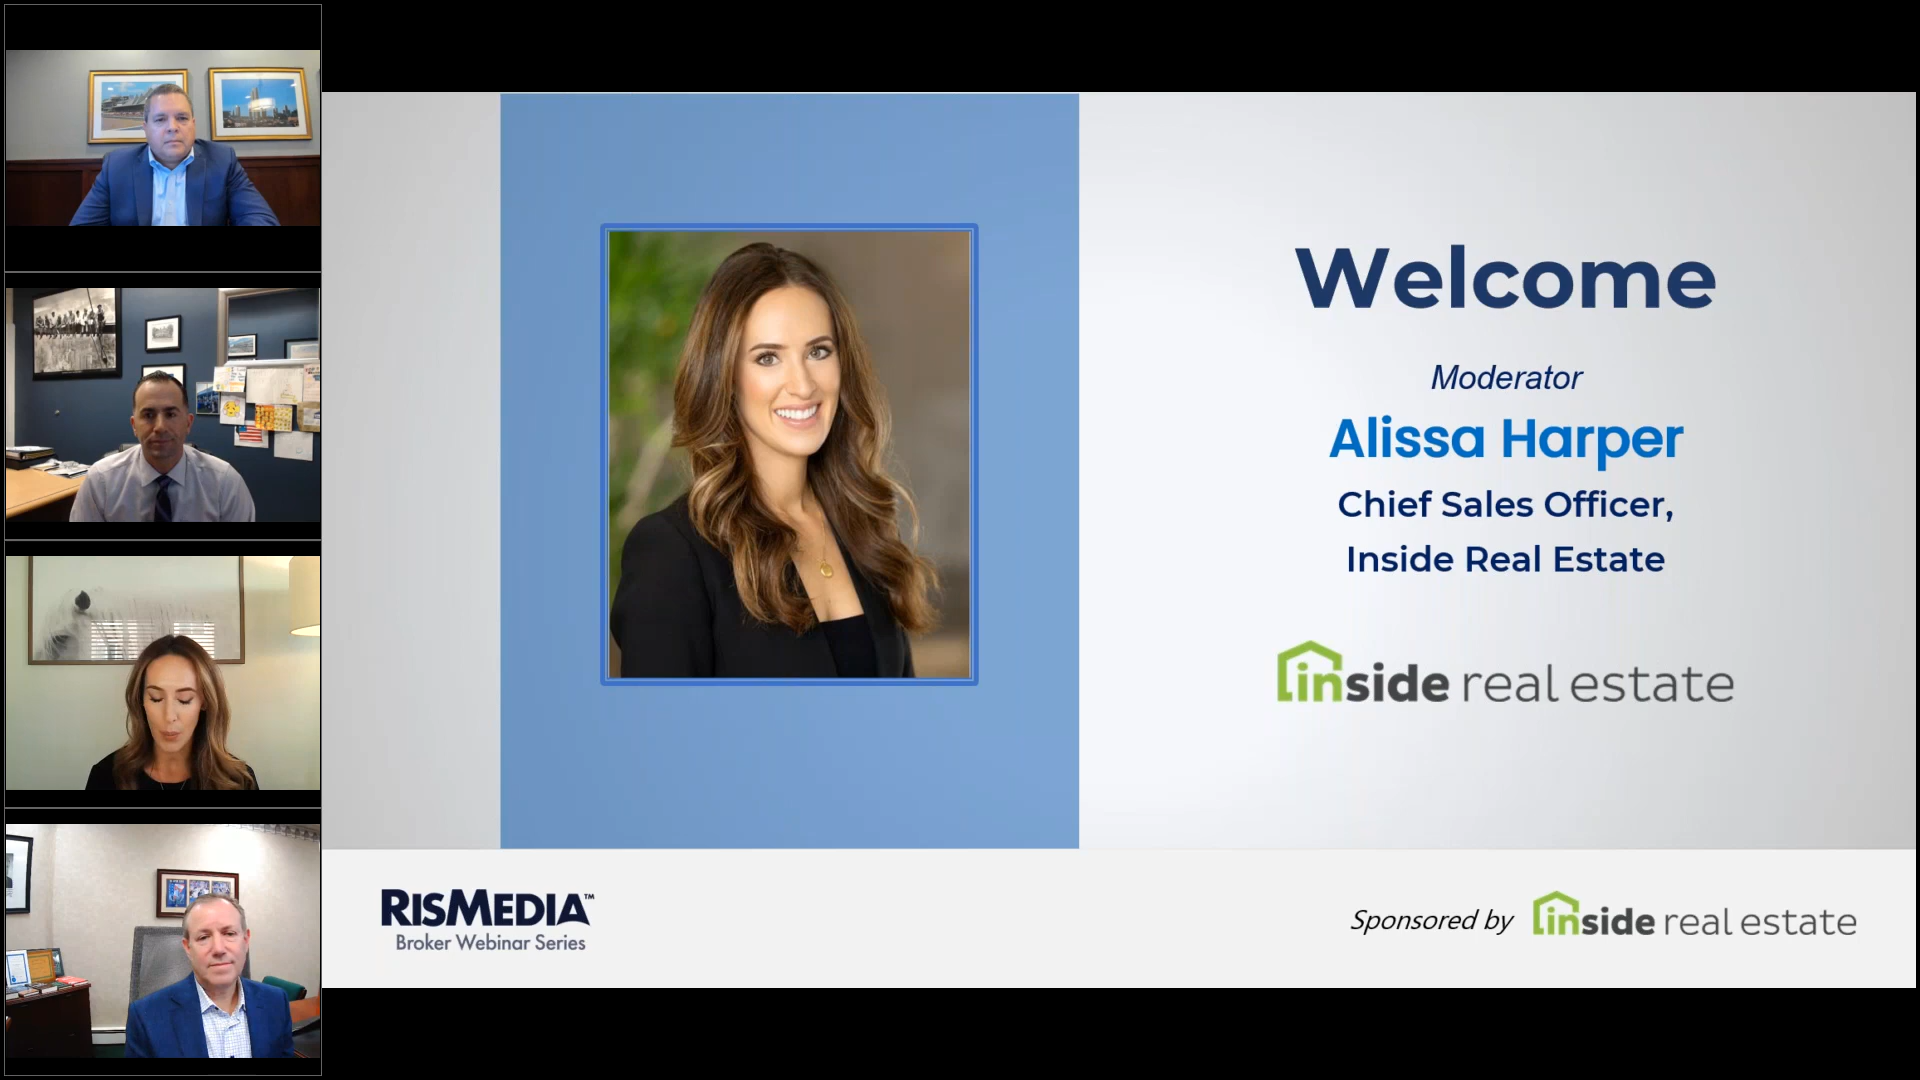 Welcome
Moderator
Alissa Harper
Chief Sales Officer,
Inside Real Estate
inside real estate
RISMEDIA™
Broker Webinar Series
Sponsored by
inside real estate